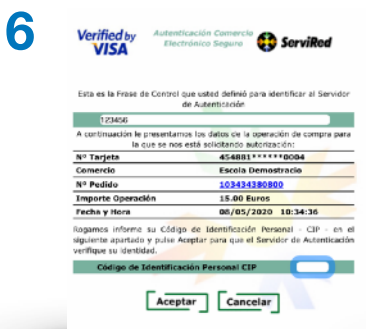 6
Verified by
VISA
Autenticación Comercio
Electrónico Seguro
ServiRed
Esta es la Frase de Control que usted definió para identificar al Servidor
de Autenticación
123456
A continuación le presentamos los datos de la operación de compra para
la que se nos está solicitando autorización:
Nº Tarjeta 454881******0004
Comercio Escola Demostracio
Nº Pedido 103434380800
Importe Operación 15.00 Euros
Fecha y Hora 08/05/2020 10:34:36
Rogamos informe su Código de Identificación Personal - CIP - en el
siguiente apartado y pulse Aceptar para que el Servidor de Autenticación
verifique su identidad.
Código de Identificación Personal CIP
Aceptar Cancelar